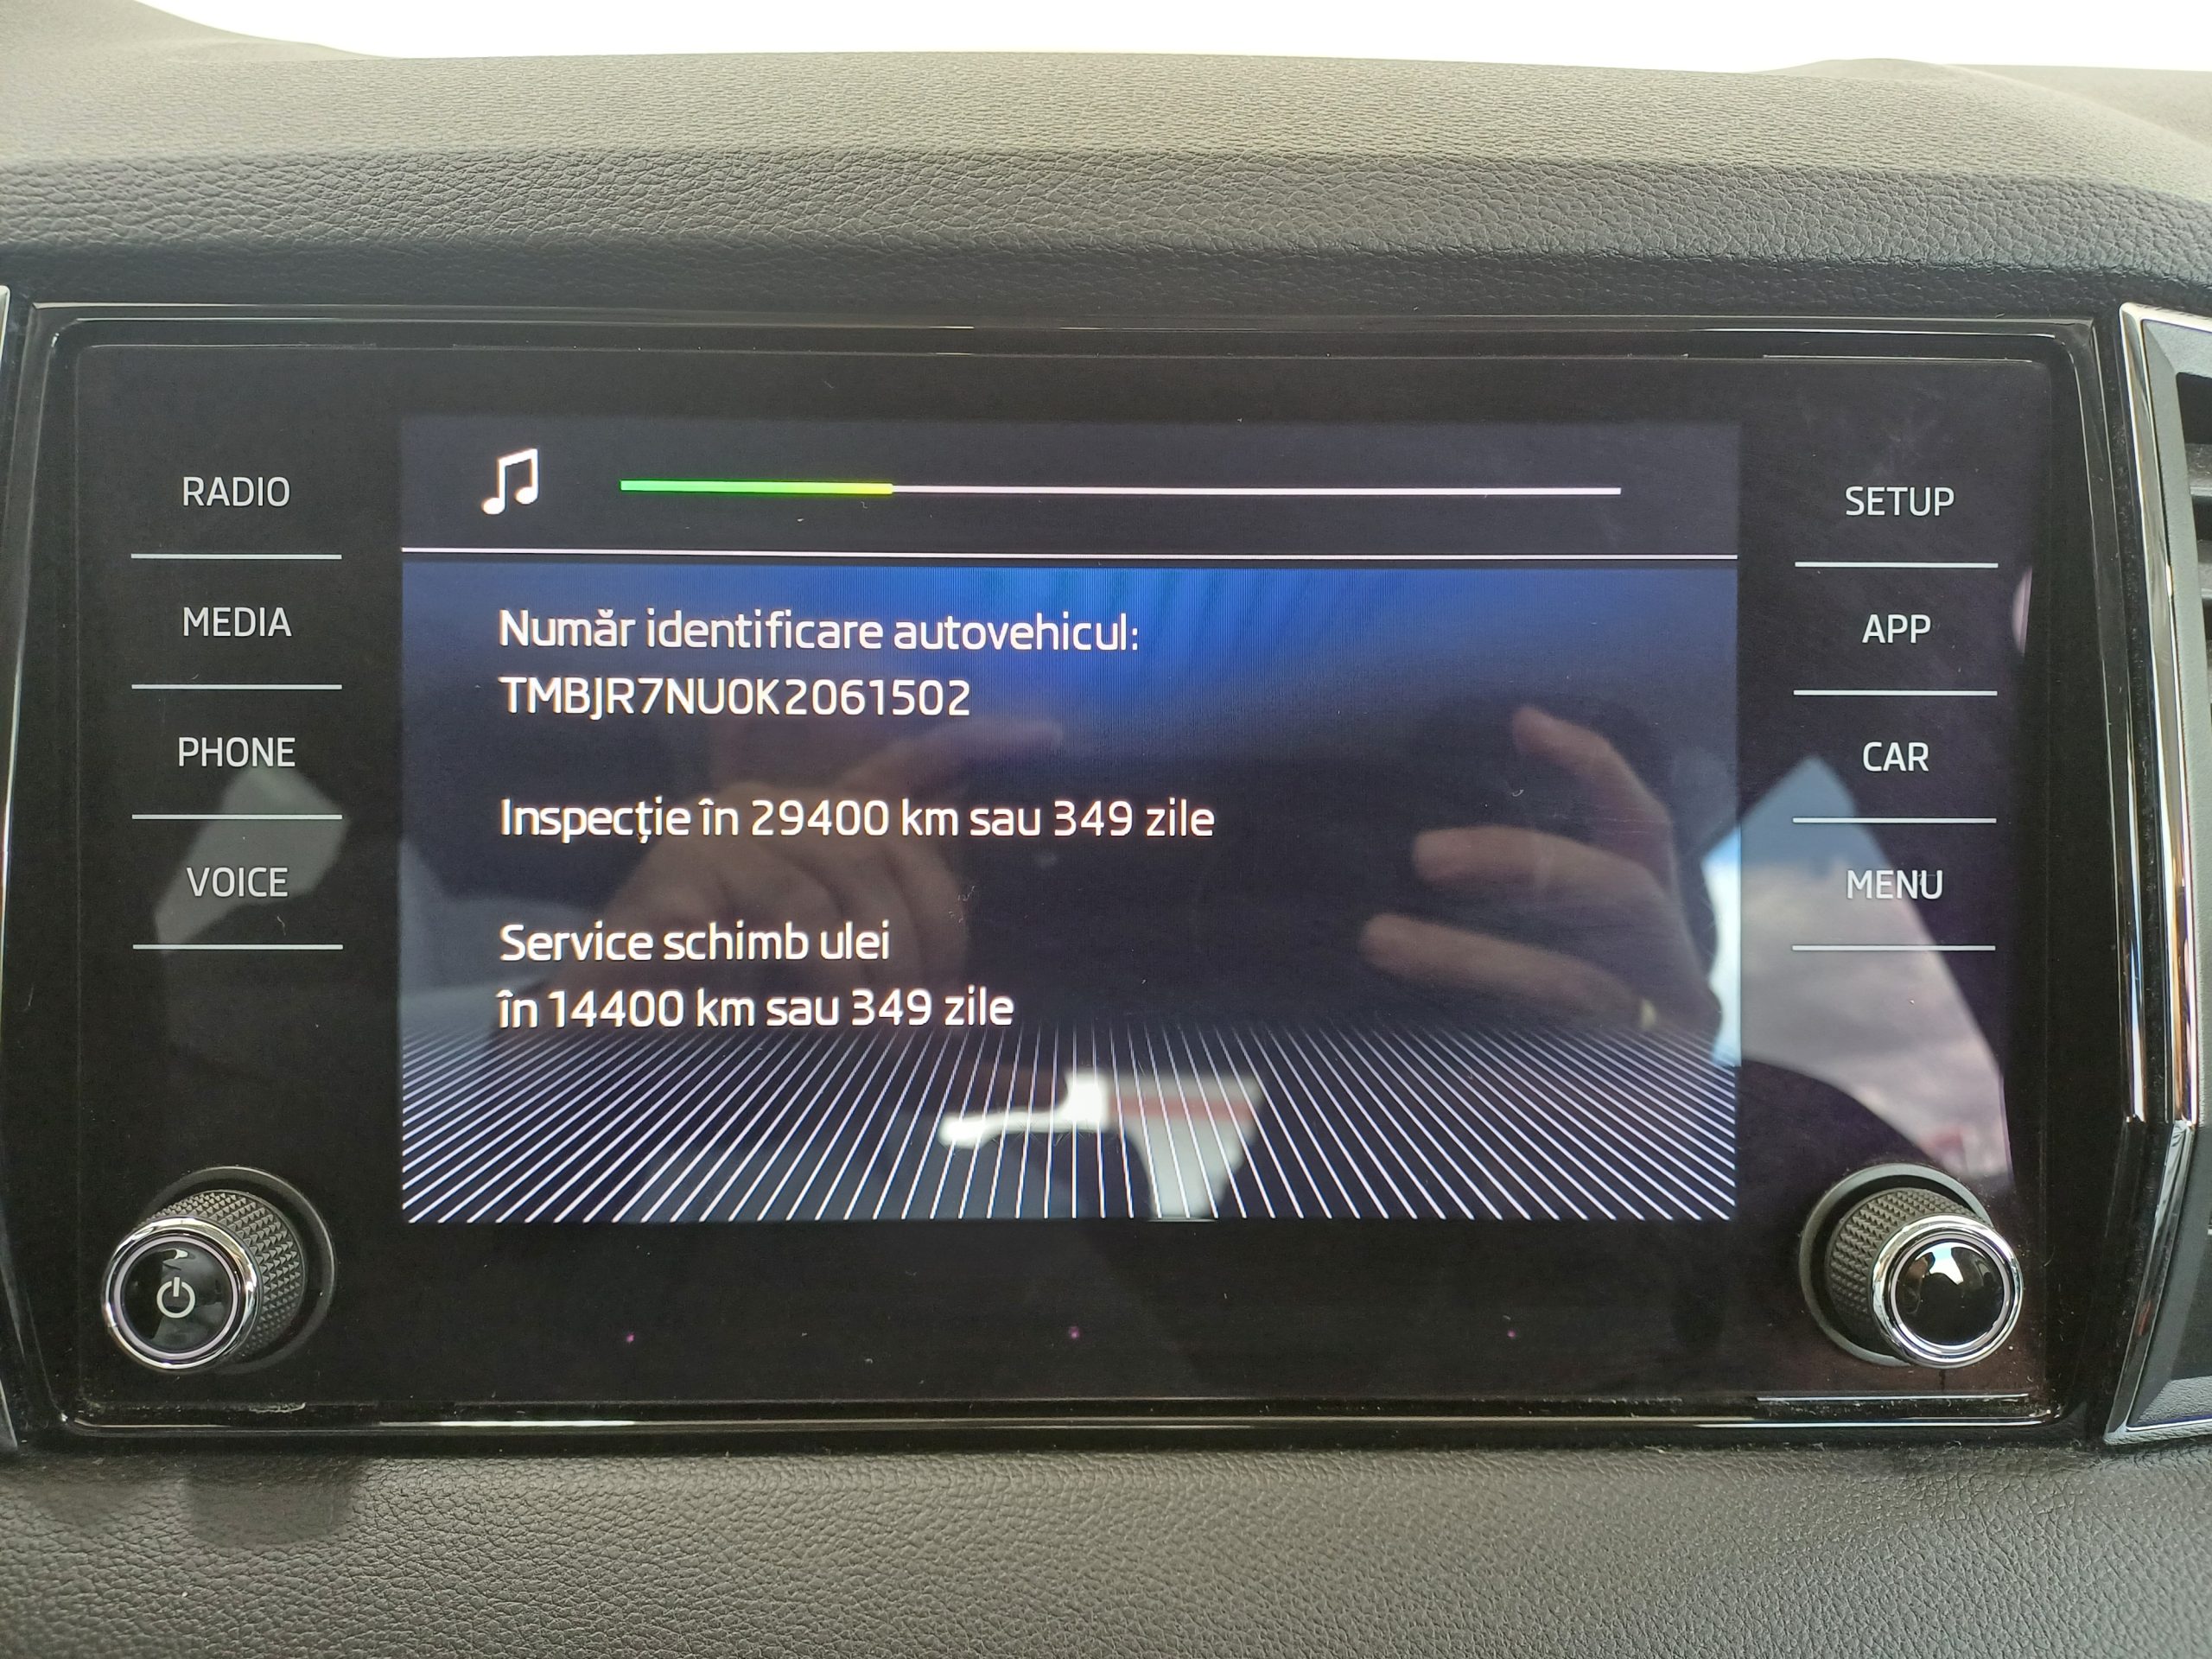 RADIO
MEDIA
PHONE
VOICE
Număr identificare autovehicul:
TMBJR7NU0K2061502
Inspecție în 29400 km sau 349 zile
Service schimb ulei
în 14400 km sau 349 zile
SETUP
APP
CAR
MENU